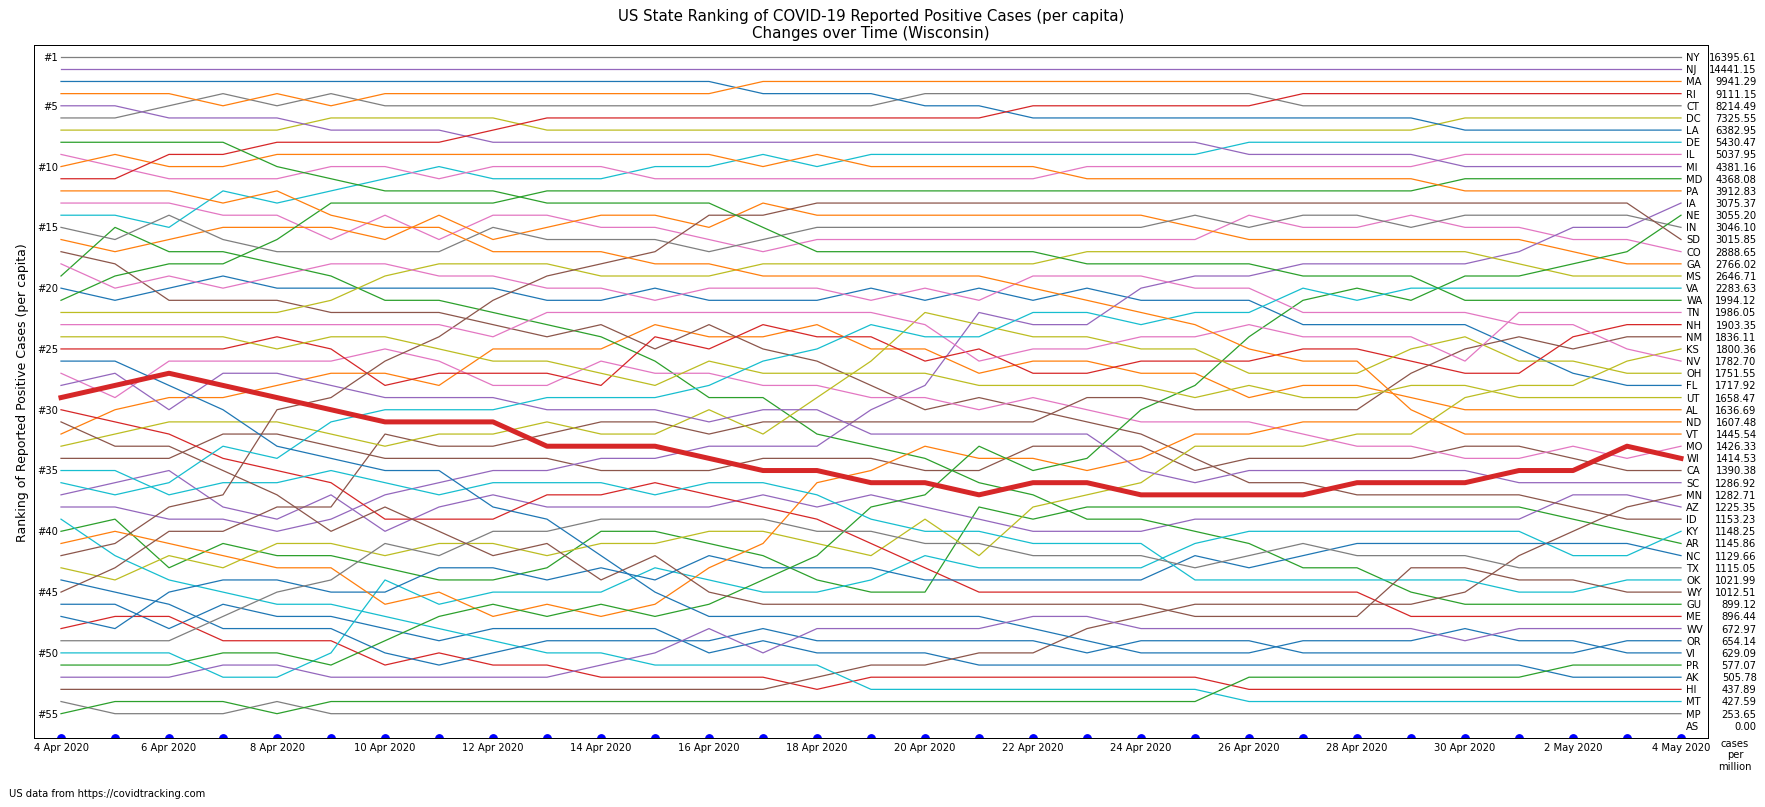 US State Ranking of COVID-19 Reported Positive Cases (per capita)
Changes over Time (Wisconsin)
Ranking of Reported Positive Cases (per capita)
#1
#5
#10
#15
#20
#25
#30
#35
#40
#45
#50
#55
NY 16395.61
NJ 14441.15
MA 9941.29
RI 9111.15
CT 8214.49
DC 7325.55
LA 6382.95
DE 5430.47
IL 5037.95
MI 4381.16
MD 4368.08
PA 3912.83
IA 3075.37
NE 3055.20
IN 3046.10
SD 3015.85
CO 2888.65
GA 2766.02
MS 2646.71
VA 2283.63
WA 1994.12
TN 1986.05
NH 1903.35
NM 1836.11
KS 1800.36
NV 1782.70
OH 1751.55
FL 1717.92
UT 1658.47
AL 1636.69
ND 1607.48
VT 1445.54
MO 1426.33
WI 1414.53
CA 1390.38
SC 1286.92
MN 1282.71
AZ 1225.35
ID 1153.23
KY 1148.25
AR 1145.86
NC 1129.66
TX 1115.05
OK 1021.99
WY 1012.51
GU 899.12
ME 896.44
WV 672.97
OR 654.14
VI 629.09
PR 577.07
AK 505.78
HI 437.89
MT 427.59
MP 253.65
AS 0.00
4 Apr 2020 6 Apr 2020 8 Apr 2020 10 Apr 2020 12 Apr 2020 14 Apr 2020 16 Apr 2020 18 Apr 2020 20 Apr 2020 22 Apr 2020 24 Apr 2020 26 Apr 2020 28 Apr 2020 30 Apr 2020 2 May 2020 4 May 2020
cases
per
million
US data from https://covidtracking.com